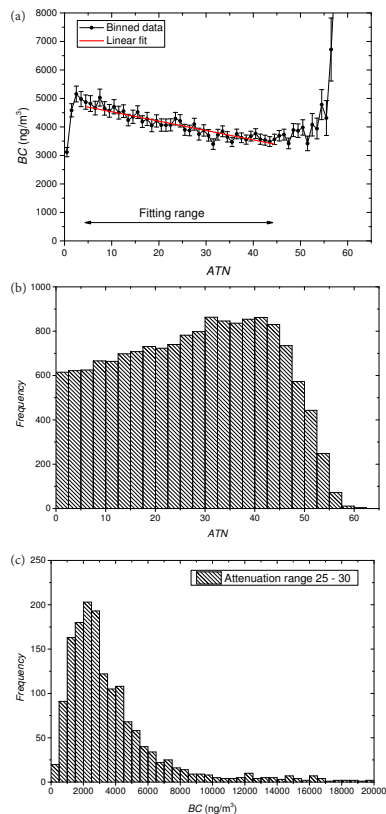 (a)
8000
7000
6000
5000
4000
3000
2000
1000
0
BC (ng/m³)
Binned data
Linear fit
Fitting range
0 10 20 30 40 50 60
ATN
(b)
1000
800
600
400
200
0
Frequency
0 10 20 30 40 50 60
ATN
(c)
250
200
150
100
50
0
Frequency
Attenuation range 25 - 30
0 2000 4000 6000 8000 10000 12000 14000 16000 18000 20000
BC (ng/m³)